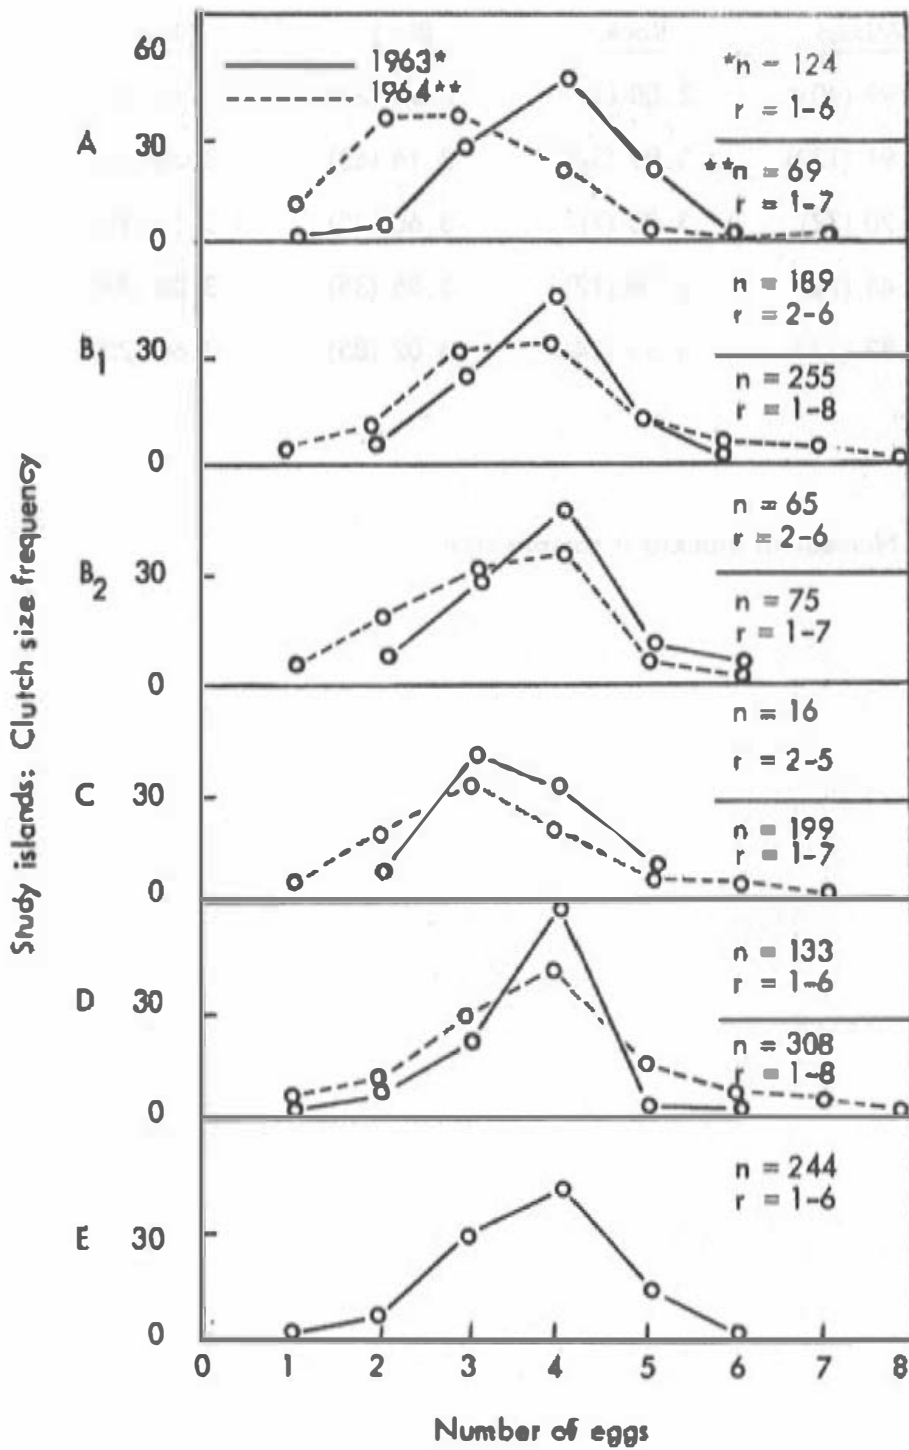 60
1963*
1964**
*n = 124
r = 1-6
A
30
**n = 69
r = 1-7
0
n = 189
r = 2-6
B1
30
n = 255
r = 1-8
0
n = 65
r = 2-6
B2
30
n = 75
r = 1-7
0
n = 16
r = 2-5
C
30
n = 199
r = 1-7
0
n = 133
r = 1-6
D
30
n = 308
r = 1-8
0
n = 244
r = 1-6
E
30
0
0 1 2 3 4 5 6 7 8
Number of eggs
Study islands: Clutch size frequency